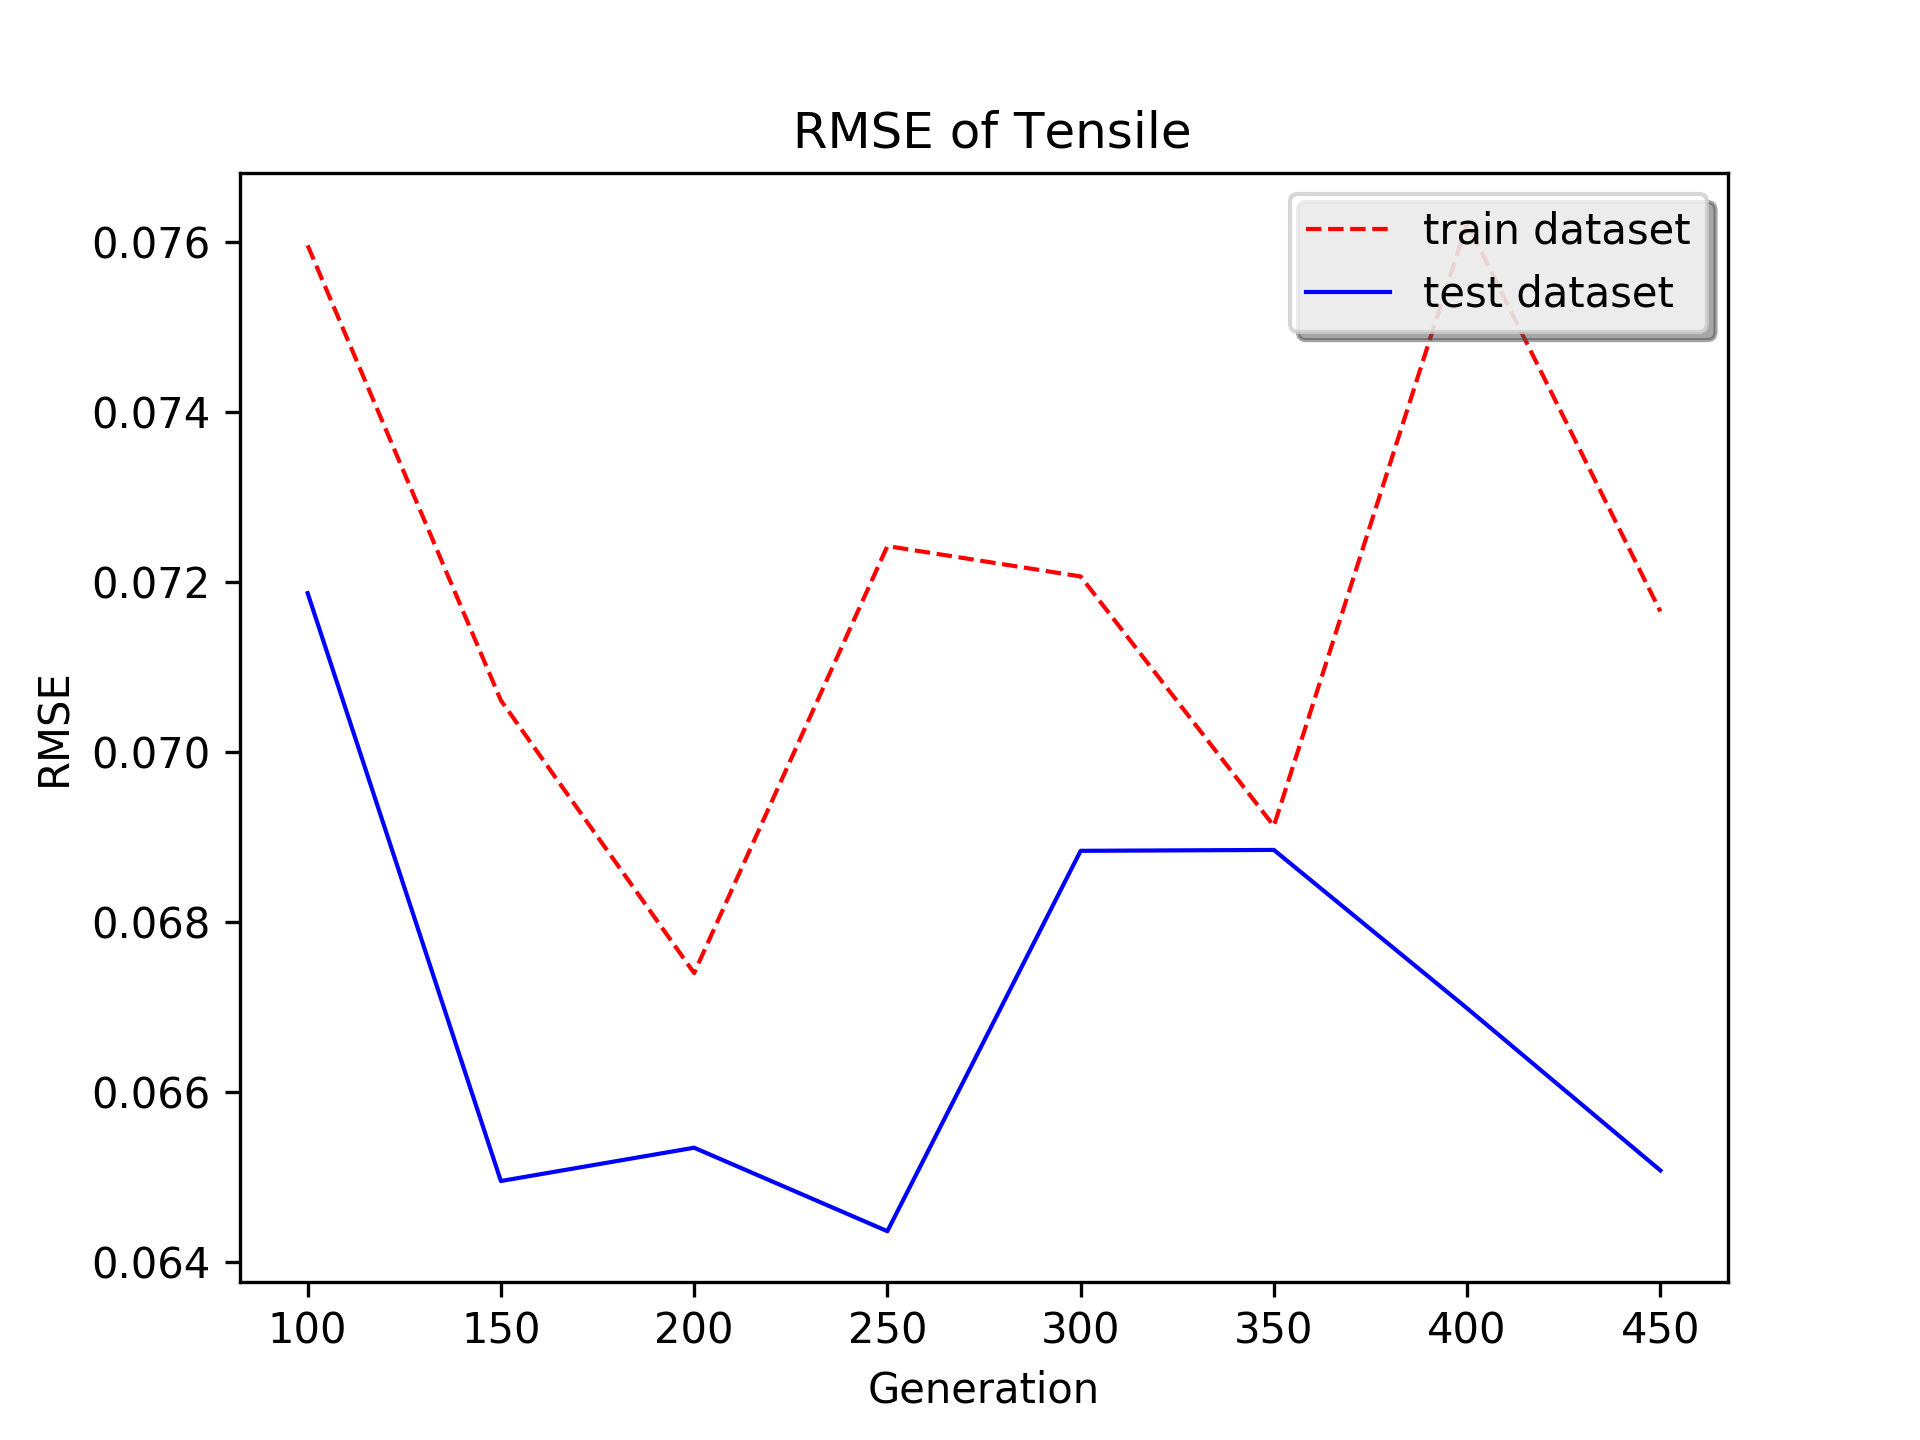 RMSE of Tensile
train dataset
test dataset
0.076
0.074
0.072
0.070
0.068
0.066
0.064
RMSE
100 150 200 250 300 350 400 450
Generation